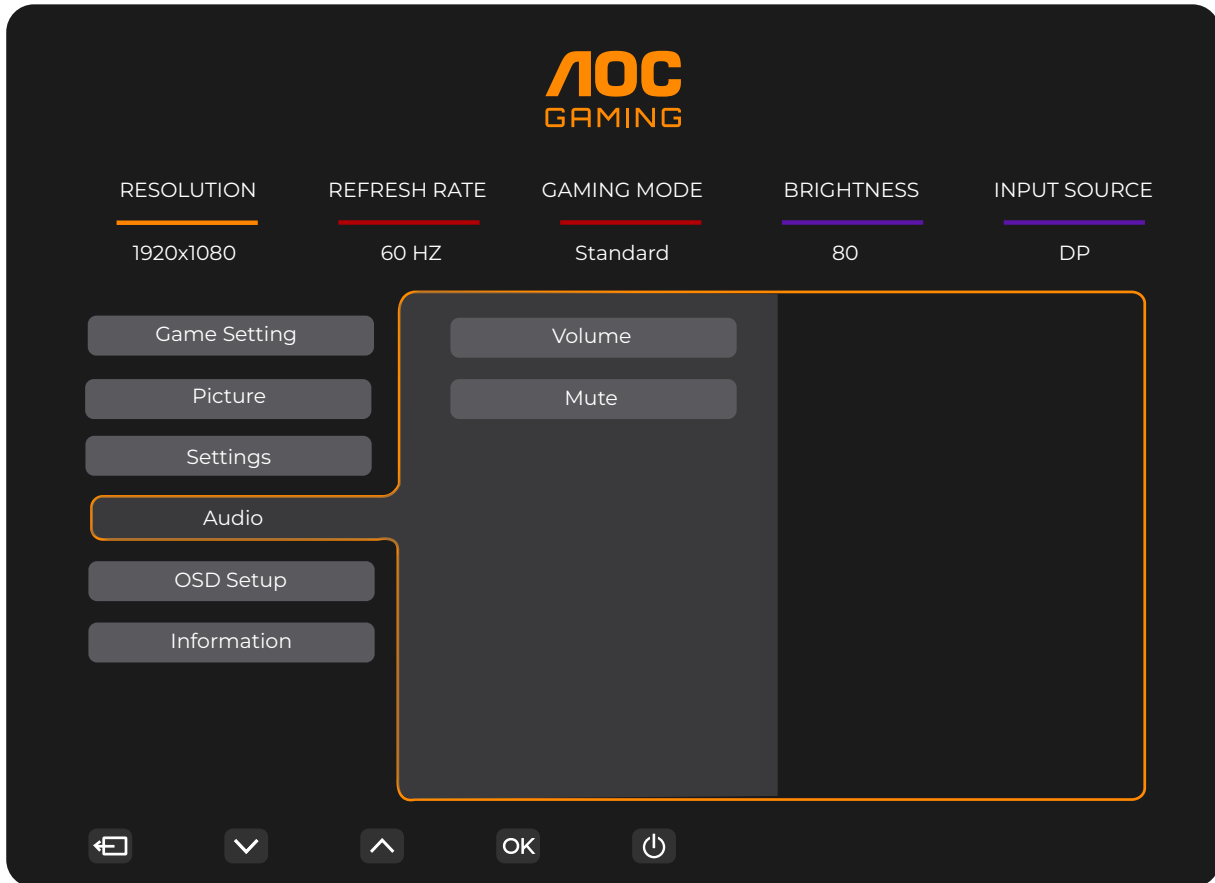 AOC
GAMING
RESOLUTION REFRESH RATE GAMING MODE BRIGHTNESS INPUT SOURCE
1920x1080 60 HZ Standard 80 DP
Game Setting Volume
Picture Mute
Settings
Audio
OSD Setup
Information
OK